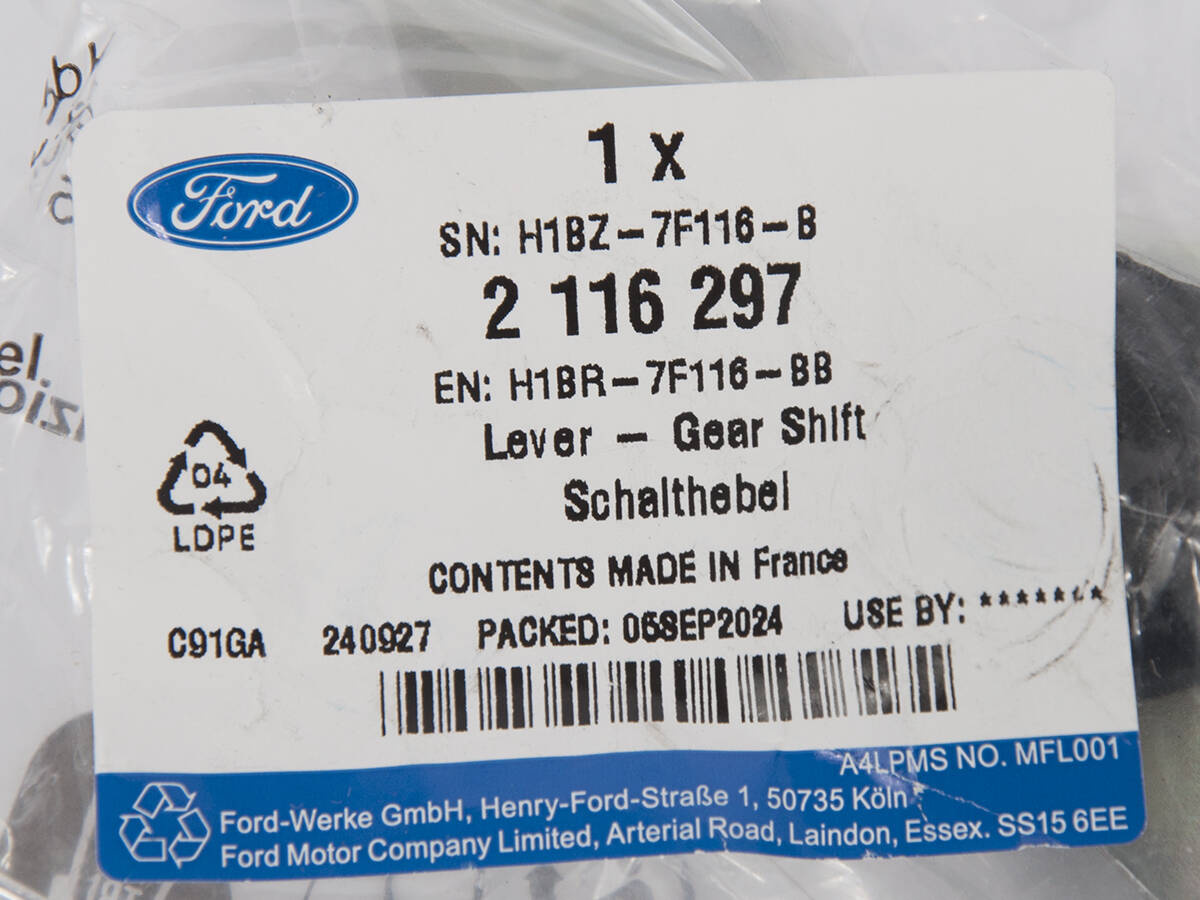 Ford
1 x
SN: H1BZ-7F116-B
2 116 297
EN: H1BR-7F116-BB
Lever - Gear Shift
Schalthebel
04
LDPE
CONTENTS MADE IN France
C91GA 240927 PACKED: 06SEP2024 USE BY: *******
A4LPMS NO. MFL001
Ford-Werke GmbH, Henry-Ford-Straße 1, 50735 Köln
Ford Motor Company Limited, Arterial Road, Laindon, Essex. SS15 6EE